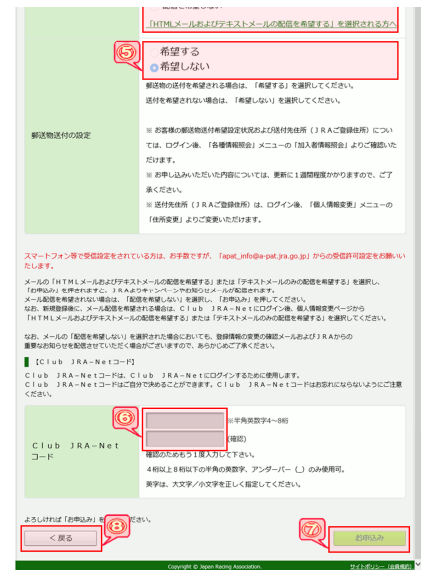 「HTMLメールおよびテキストメールの配信を希望する」を選択される方へ
⑤
希望する
希望しない
郵送物送付の設定
郵送物の送付を希望される場合は、「希望する」を選択してください。
送付を希望されない場合は、「希望しない」を選択してください。
※ お客様の郵送物送付希望設定状況および送付先住所（ＪＲＡご登録住所）につい
ては、ログイン後、「各種情報照会」メニューの「加入者情報照会」よりご確認いた
だけます。
※ お申し込みいただいた内容については、更新に１週間程度かかりますので、ご了
承ください。
※ 送付先住所（ＪＲＡご登録住所）は、ログイン後、「個人情報変更」メニューの
「住所変更」よりご変更いただけます。
スマートフォン等で受信設定をされている方は、お手数ですが、「apat_info@a-pat.jra.go.jp」からの受信許可設定をお願いい
たします。
メールの「ＨＴＭＬメールおよびテキストメールの配信を希望する」または「テキストメールのみの配信を希望する」を選択し、
「お申込み」を押されますと、ＪＲＡよりキャンペーンやお知らせメールが配信されます。
メール配信を希望されない場合は、「配信を希望しない」を選択し、「お申込み」を押してください。
なお、新規登録後に、メール配信を希望される場合は、Ｃｌｕｂ ＪＲＡ－Ｎｅｔにログイン後、個人情報変更ページから
「ＨＴＭＬメールおよびテキストメールの配信を希望する」または「テキストメールのみの配信を希望する」を選択してください。
なお、メールの「配信を希望しない」を選択された場合においても、登録情報の変更の確認メールおよびＪＲＡからの
重要なお知らせを配信させていただく場合がございますので、あらかじめご了承ください。
【Ｃｌｕｂ ＪＲＡ－Ｎｅｔコード】
Ｃｌｕｂ ＪＲＡ－Ｎｅｔコードは、Ｃｌｕｂ ＪＲＡ－Ｎｅｔにログインするために使用します。
Ｃｌｕｂ ＪＲＡ－Ｎｅｔコードはご自分で決めることができます。Ｃｌｕｂ ＪＲＡ－Ｎｅｔコードはお忘れにならないようにご注意
ください。
⑥
Ｃｌｕｂ ＪＲＡ－Ｎｅｔ
コード
※半角英数字4～8桁
(確認)
確認のためもう１度入力して下さい。
４桁以上８桁以下の半角の英数字、アンダーバー（_）のみ使用可。
英字は、大文字／小文字を正しく指定してください。
よろしければ「お申込み」を ださい。
⑧
＜ 戻る
⑦
お申込み
Copyright © Japan Racing Association.
サイトポリシー（会員規約）